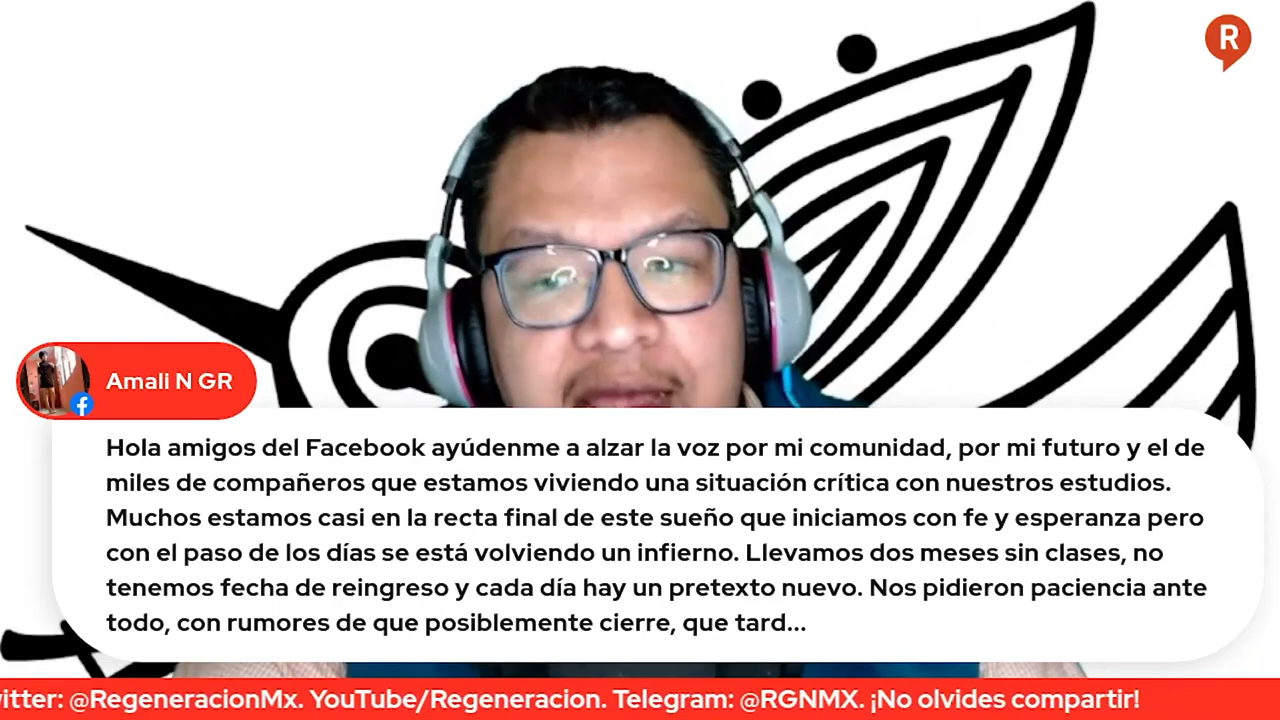 R
Amali N GR
Hola amigos del Facebook ayúdenme a alzar la voz por mi comunidad, por mi futuro y el de
miles de compañeros que estamos viviendo una situación crítica con nuestros estudios.
Muchos estamos casi en la recta final de este sueño que iniciamos con fe y esperanza pero
con el paso de los días se está volviendo un infierno. Llevamos dos meses sin clases, no
tenemos fecha de reingreso y cada día hay un pretexto nuevo. Nos pidieron paciencia ante
todo, con rumores de que posiblemente cierre, que tard...
itter: @RegeneracionMx. YouTube/Regeneracion. Telegram: @RGNMX. ¡No olvides compartir!